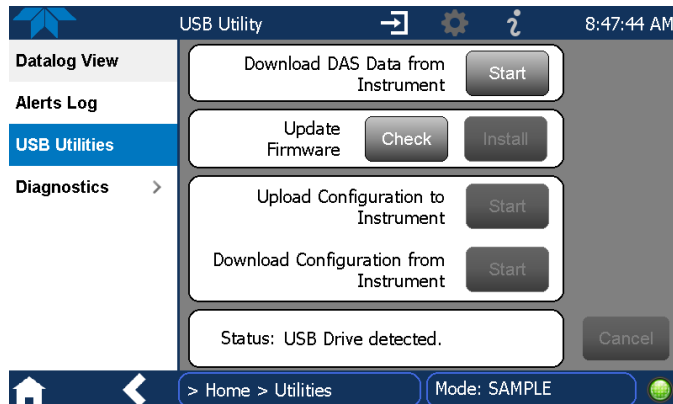 USB Utility
8:47:44 AM
Datalog View
Alerts Log
USB Utilities
Diagnostics >
Download DAS Data from
Instrument
Start
Update
Firmware
Check
Install
Upload Configuration to
Instrument
Start
Download Configuration from
Instrument
Start
Status: USB Drive detected.
Cancel
> Home > Utilities
Mode: SAMPLE